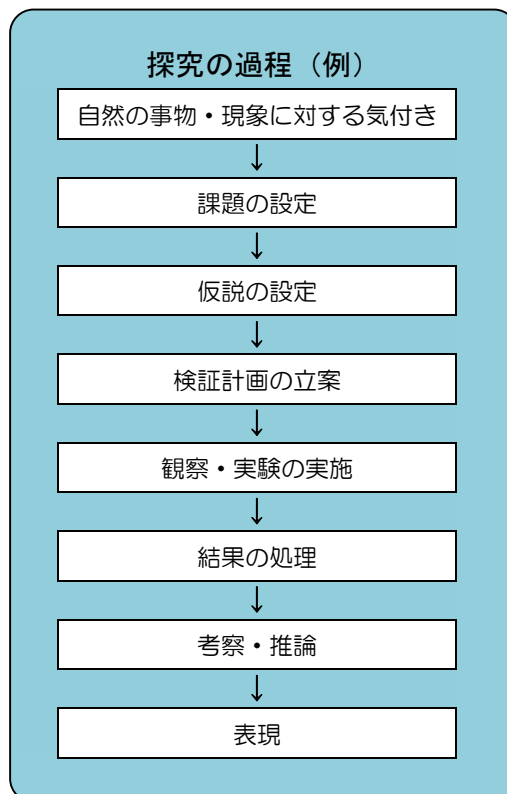 探究の過程（例）
自然の事物・現象に対する気付き
↓
課題の設定
↓
仮説の設定
↓
検証計画の立案
↓
観察・実験の実施
↓
結果の処理
↓
考察・推論
↓
表現